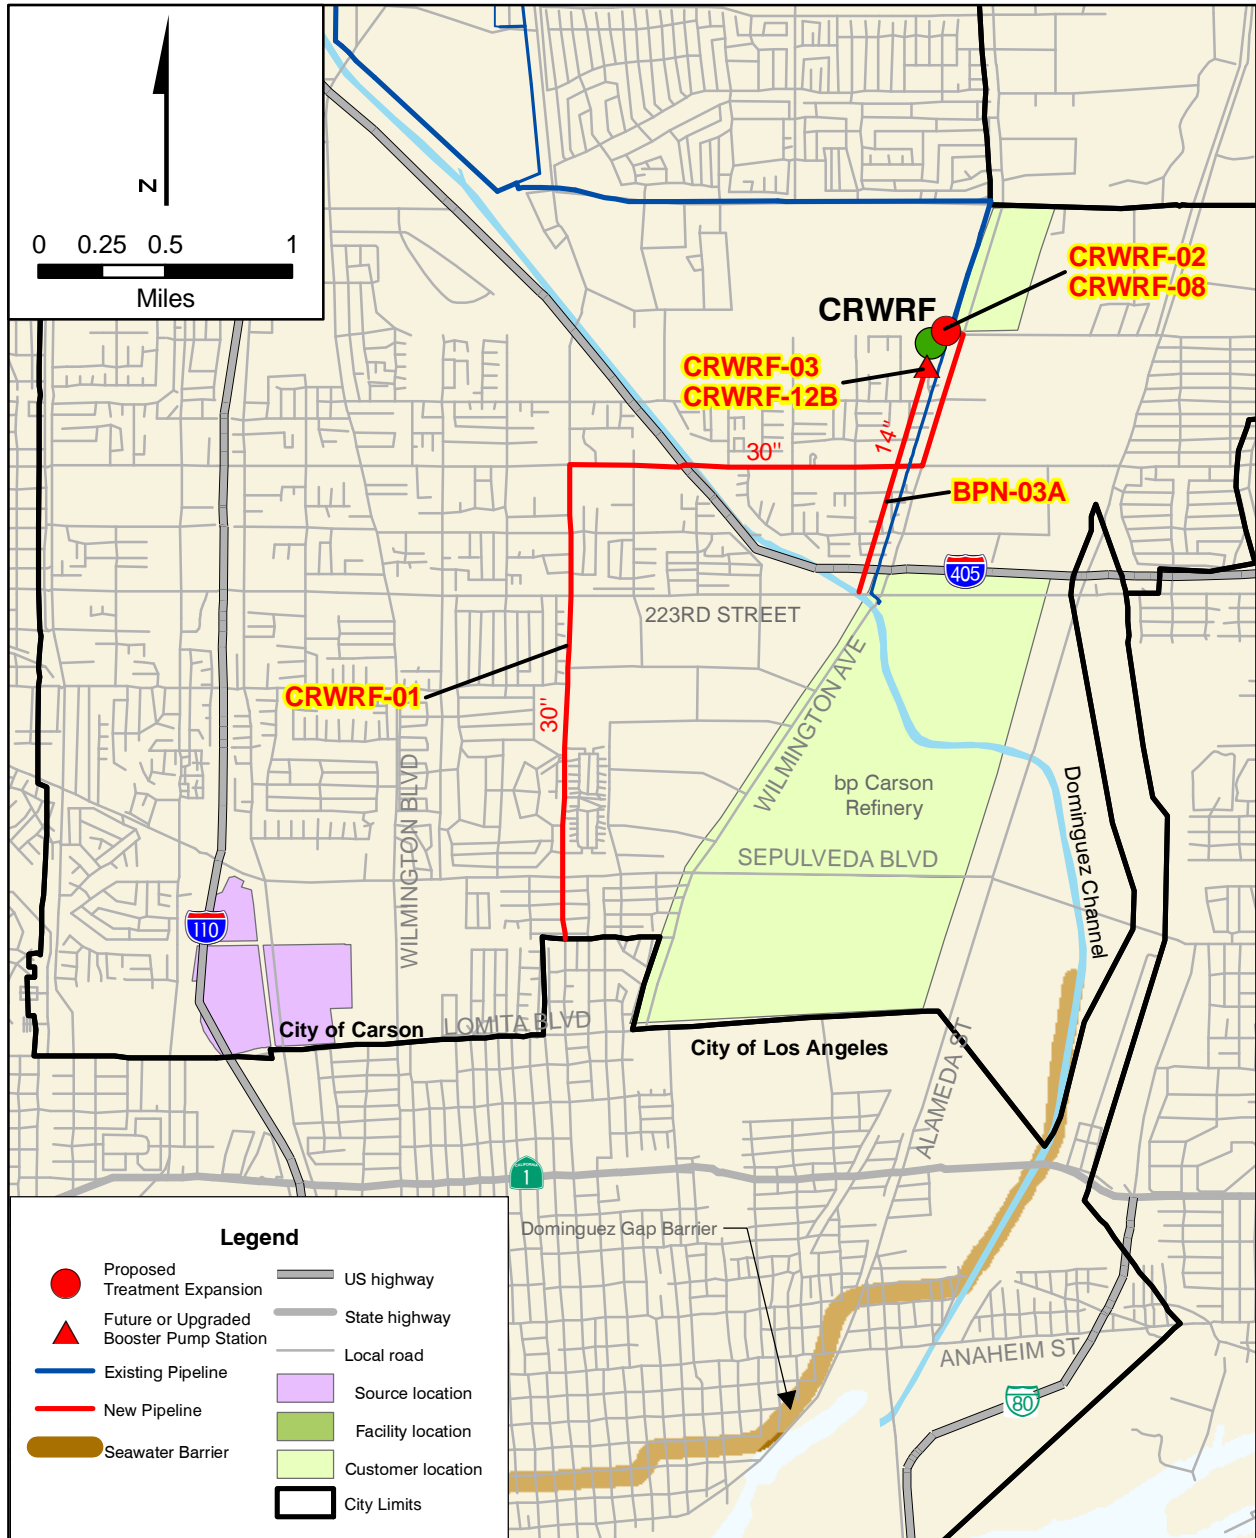 N
0 0.25 0.5 1
Miles
CRWRF-02
CRWRF-08
CRWRF
CRWRF-03
CRWRF-12B
14"
30"
BPN-03A
405
223RD STREET
CRWRF-01
30"
WILMINGTON AVE
WILMINGTON BLVD
bp Carson
Refinery
SEPULVEDA BLVD
Dominguez Channel
110
City of Carson
LOMITA BLVD
City of Los Angeles
ALAMEDA ST
CALIFORNIA
1
Dominguez Gap Barrier
ANAHEIM ST
80
Legend
Proposed
Treatment Expansion
Future or Upgraded
Booster Pump Station
Existing Pipeline
New Pipeline
Seawater Barrier
US highway
State highway
Local road
Source location
Facility location
Customer location
City Limits